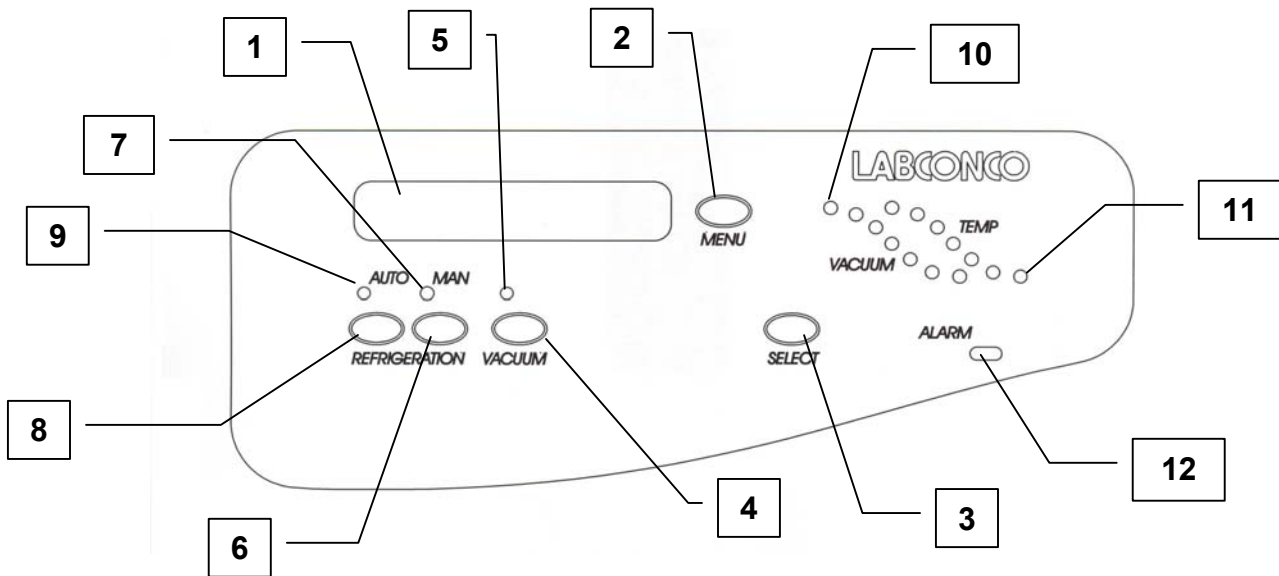 1
5
2
10
7
LABCONCO
9
11
MENU
TEMP
VACUUM
AUTO MAN
ALARM
REFRIGERATION VACUUM
SELECT
8
12
6
4
3